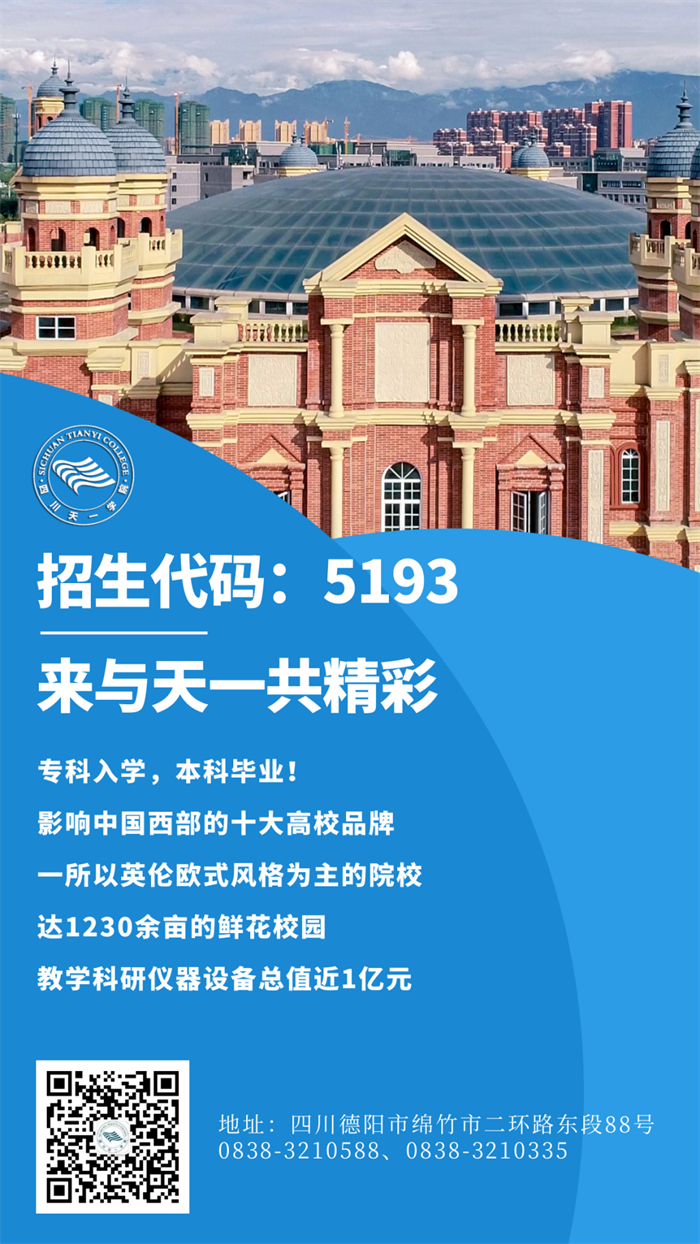 SICHUAN TIANYI COLLEGE
四川天一学院
招生代码：5193
来与天一共精彩
专科入学，本科毕业！
影响中国西部的十大高校品牌
一所以英伦欧式风格为主的院校
达1230余亩的鲜花校园
教学科研仪器设备总值近1亿元
地址：四川德阳市绵竹市二环路东段88号
0838-3210588、0838-3210335